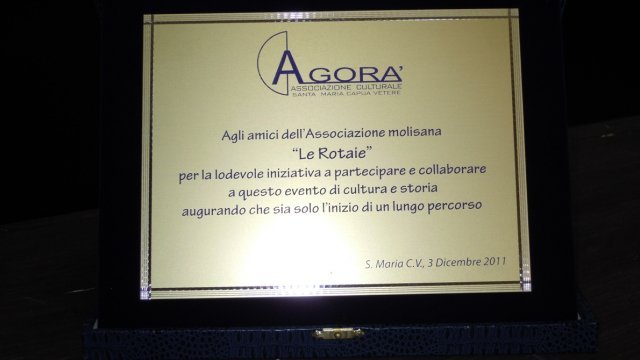 AGORA'
ASSOCIAZIONE CULTURALE
SANTA MARIA CAPUA VETERE
Agli amici dell'Associazione molisana
"Le Rotaie"
per la lodevole iniziativa a partecipare e collaborare
a questo evento di cultura e storia
augurando che sia solo l'inizio di un lungo percorso
S. Maria C.V., 3 Dicembre 2011